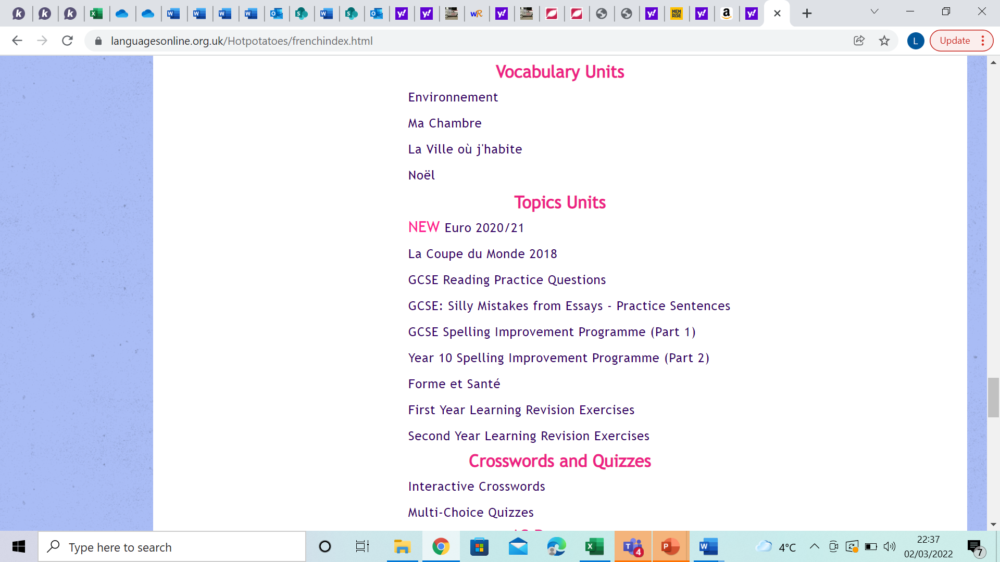 languagesonline.org.uk/Hotpotatoes/frenchindex.html
L
Update
Vocabulary Units
Environnement
Ma Chambre
La Ville où j'habite
Noël
Topics Units
NEW Euro 2020/21
La Coupe du Monde 2018
GCSE Reading Practice Questions
GCSE: Silly Mistakes from Essays - Practice Sentences
GCSE Spelling Improvement Programme (Part 1)
Year 10 Spelling Improvement Programme (Part 2)
Forme et Santé
First Year Learning Revision Exercises
Second Year Learning Revision Exercises
Crosswords and Quizzes
Interactive Crosswords
Multi-Choice Quizzes
Type here to search
4
4°C
22:37
02/03/2022
7